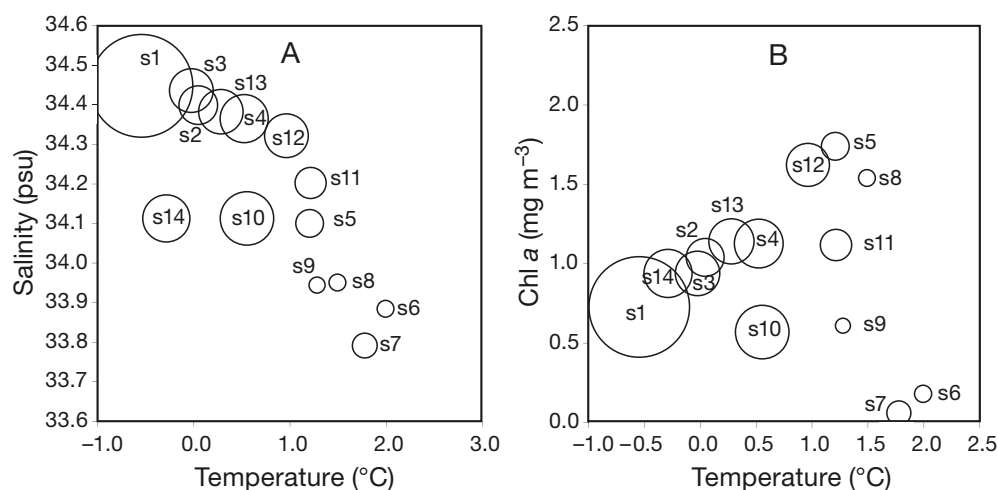 A
Salinity (psu)
34.6
34.5
34.4
34.3
34.2
34.1
34.0
33.9
33.8
33.7
33.6
s1
s3
s13
s2
s4
s12
s11
s14
s10
s5
s9
s8
s6
s7
–1.0 0.0 1.0 2.0 3.0
Temperature (°C)
B
Chl a (mg m–3)
2.5
2.0
1.5
1.0
0.5
0.0
s5
s12
s8
s13
s2
s4
s11
s14
s3
s1
s10
s9
s6
s7
–1.0 –0.5 0.0 0.5 1.0 1.5 2.0 2.5
Temperature (°C)